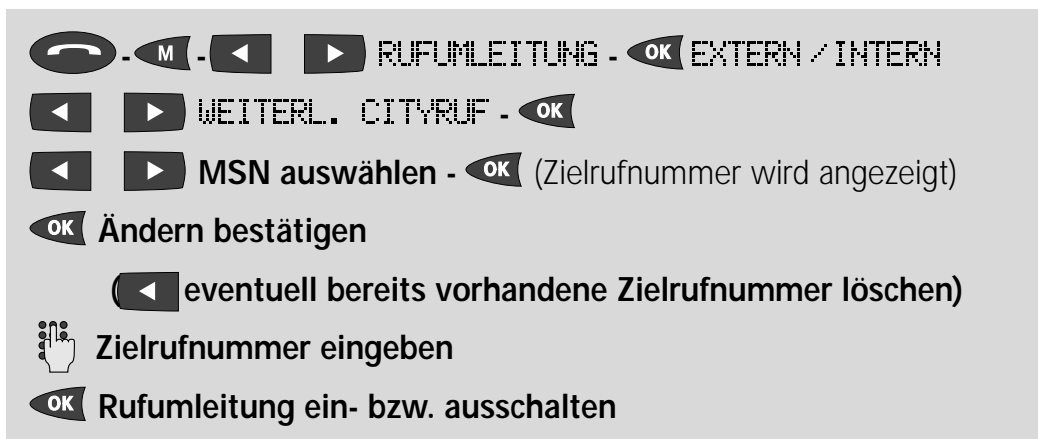 - M - RUFUMLEITUNG - OK EXTERN / INTERN
WEITERL. CITYRUF - OK
MSN auswählen - OK (Zielrufnummer wird angezeigt)
OK Ändern bestätigen
( eventuell bereits vorhandene Zielrufnummer löschen)
Zielrufnummer eingeben
OK Rufumleitung ein- bzw. ausschalten